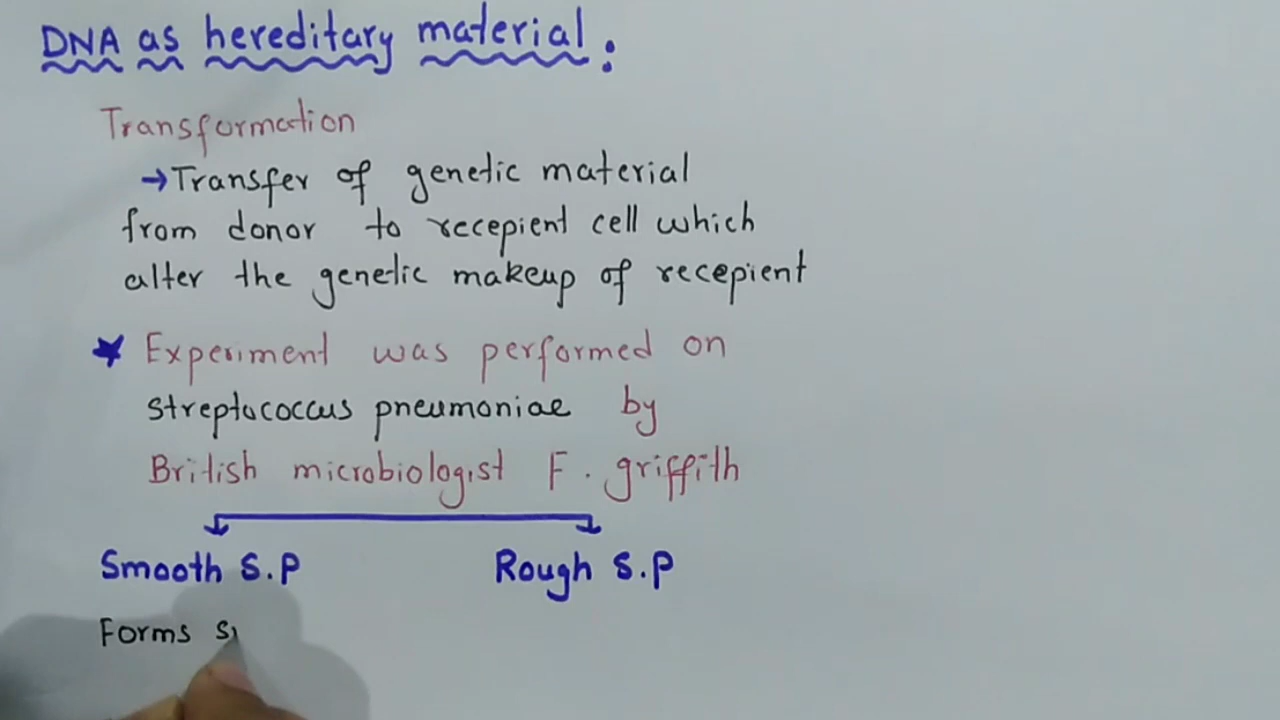 DNA as hereditary material :
Transformation
→Transfer of genetic material
from donor to recepient cell which
alter the genetic makeup of recepient
★ Experiment was performed on
streptococcus pneumoniae by
British microbiologist F. griffith
Smooth S.P Rough S.P
Forms